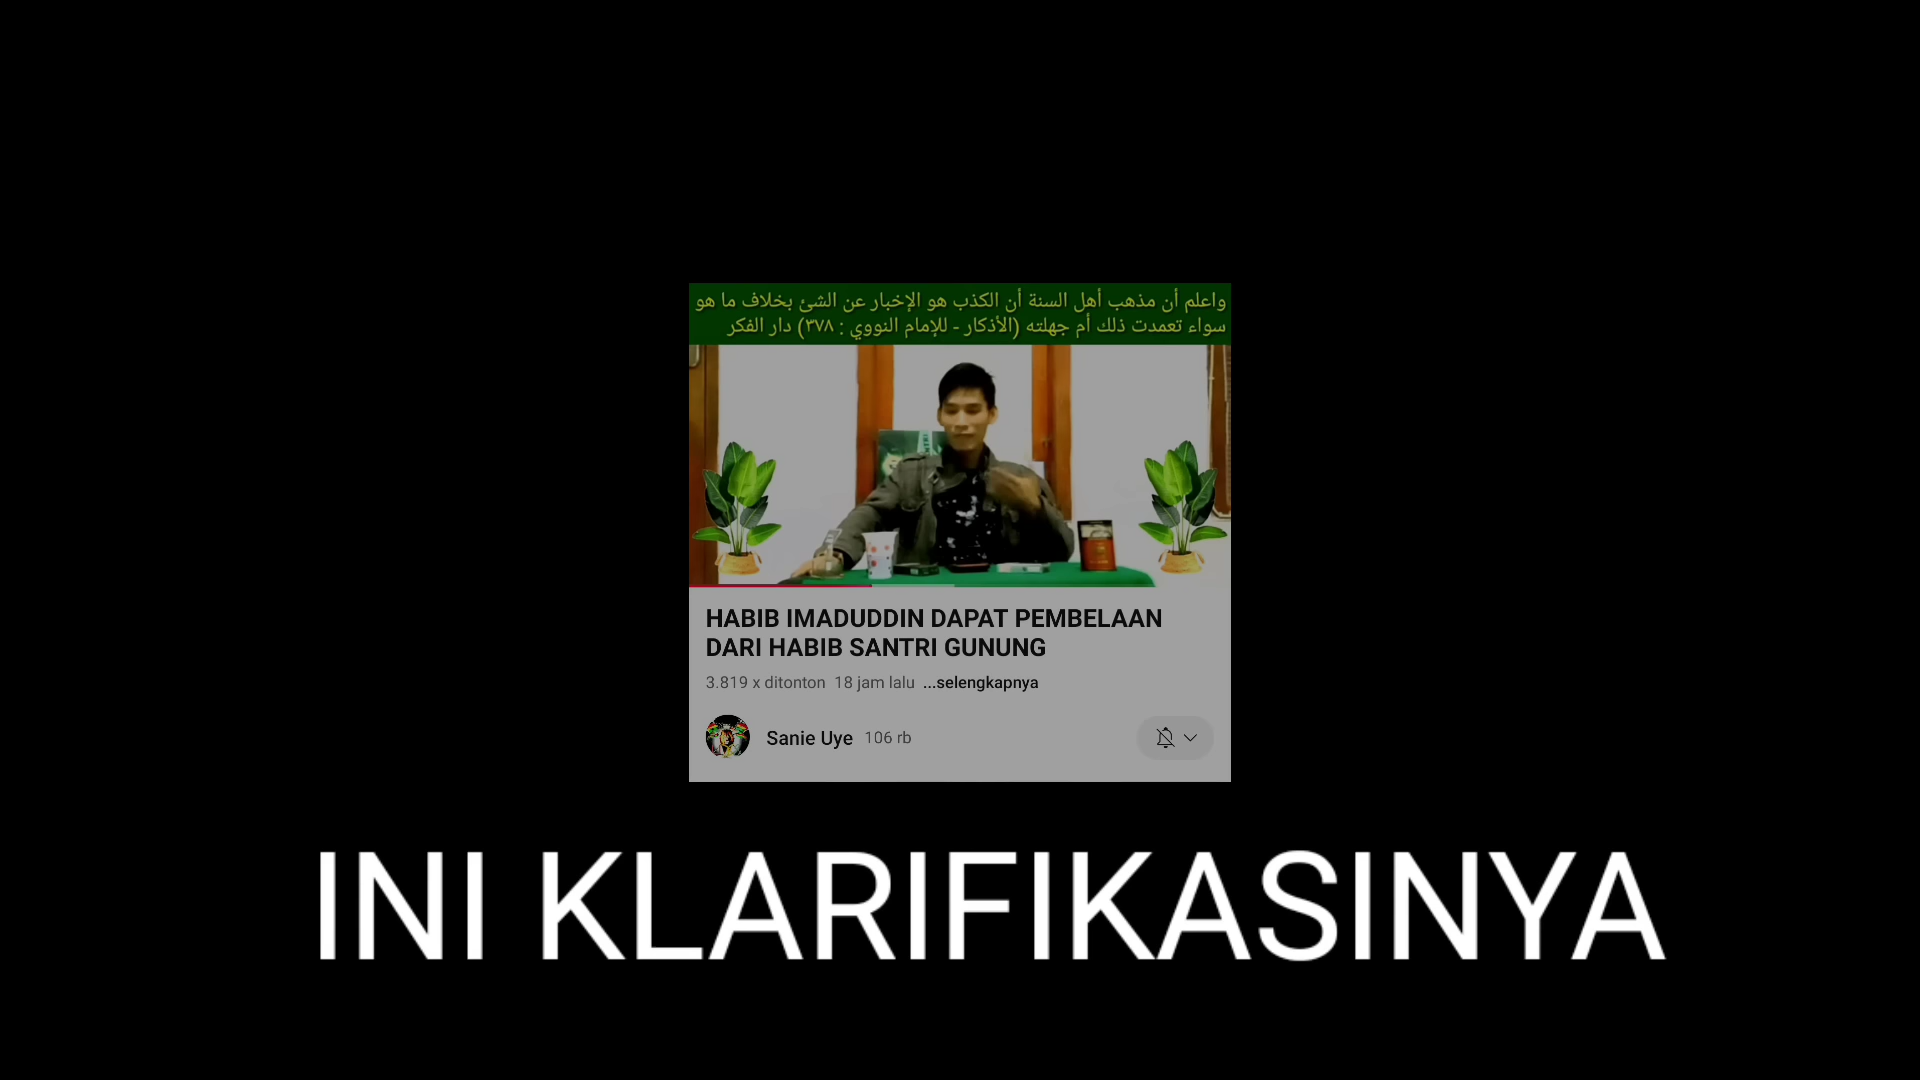 واعلم أن مذهب أهل السنة أن الكذب هو الإخبار عن الشئ بخلاف ما هو
سواء تعمدت ذلك أم جهلته (الأذكار - للإمام النووي : ٣٧٨) دار الفكر
HABIB IMADUDDIN DAPAT PEMBELAAN
DARI HABIB SANTRI GUNUNG
3.819 x ditonton 18 jam lalu ...selengkapnya
Sanie Uye 106 rb
INI KLARIFIKASINYA